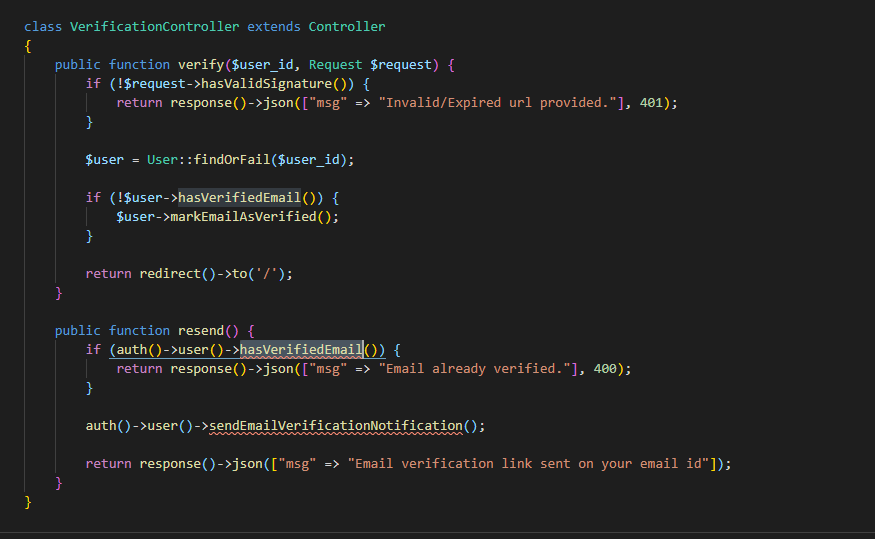 class VerificationController extends Controller
{
    public function verify($user_id, Request $request) {
        if (!$request->hasValidSignature()) {
            return response()->json(["msg" => "Invalid/Expired url provided."], 401);
        }

        $user = User::findOrFail($user_id);

        if (!$user->hasVerifiedEmail()) {
            $user->markEmailAsVerified();
        }

        return redirect()->to('/');
    }

    public function resend() {
        if (auth()->user()->hasVerifiedEmail()) {
            return response()->json(["msg" => "Email already verified."], 400);
        }

        auth()->user()->sendEmailVerificationNotification();

        return response()->json(["msg" => "Email verification link sent on your email id"]);
    }
}